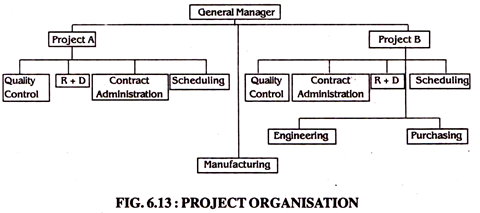 General Manager
Project A
Project B
Quality
Control
R + D
Contract
Administration
Scheduling
Quality
Control
Contract
Administration
R + D
Scheduling
Engineering
Purchasing
Manufacturing
FIG. 6.13 : PROJECT ORGANISATION